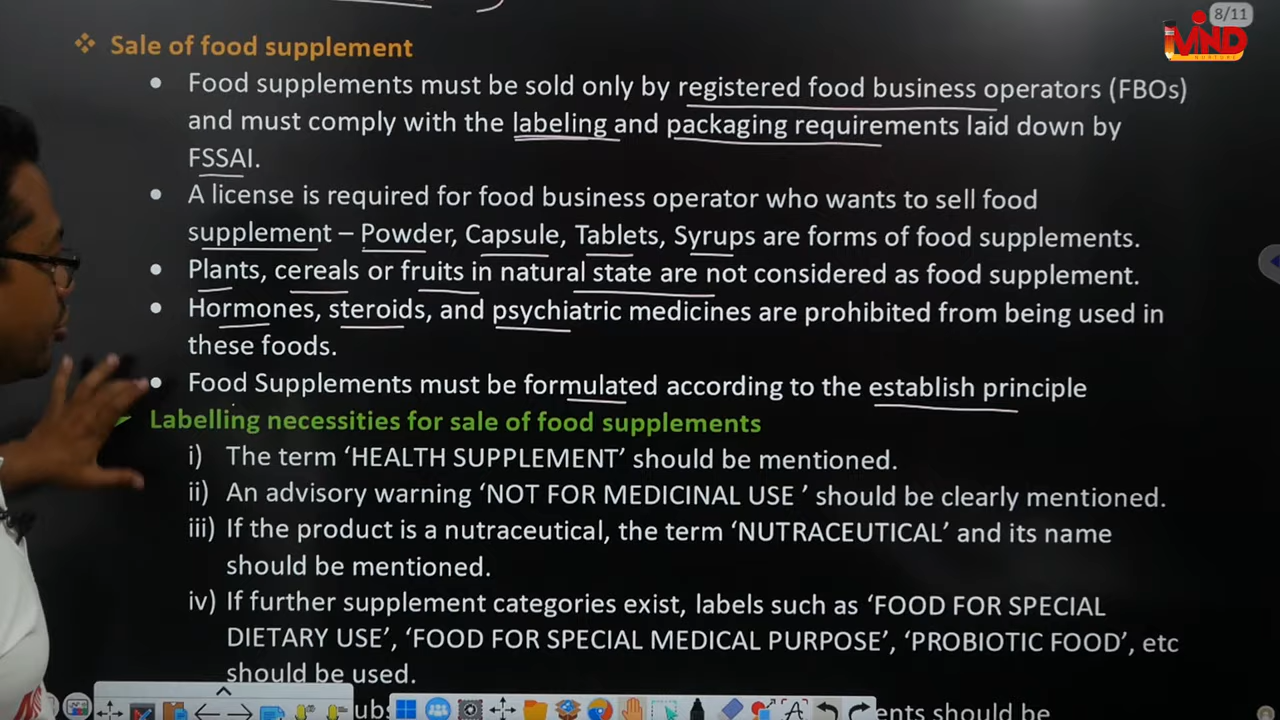 8/11
MIND
NURTURE
Sale of food supplement
Food supplements must be sold only by registered food business operators (FBOs)
and must comply with the labeling and packaging requirements laid down by
FSSAI.
A license is required for food business operator who wants to sell food
supplement – Powder, Capsule, Tablets, Syrups are forms of food supplements.
Plants, cereals or fruits in natural state are not considered as food supplement.
Hormones, steroids, and psychiatric medicines are prohibited from being used in
these foods.
Food Supplements must be formulated according to the establish principle
Labelling necessities for sale of food supplements
i) The term ‘HEALTH SUPPLEMENT’ should be mentioned.
ii) An advisory warning ‘NOT FOR MEDICINAL USE ’ should be clearly mentioned.
iii) If the product is a nutraceutical, the term ‘NUTRACEUTICAL’ and its name
should be mentioned.
iv) If further supplement categories exist, labels such as ‘FOOD FOR SPECIAL
DIETARY USE’, ‘FOOD FOR SPECIAL MEDICAL PURPOSE’, ‘PROBIOTIC FOOD’, etc
should be used.
should be